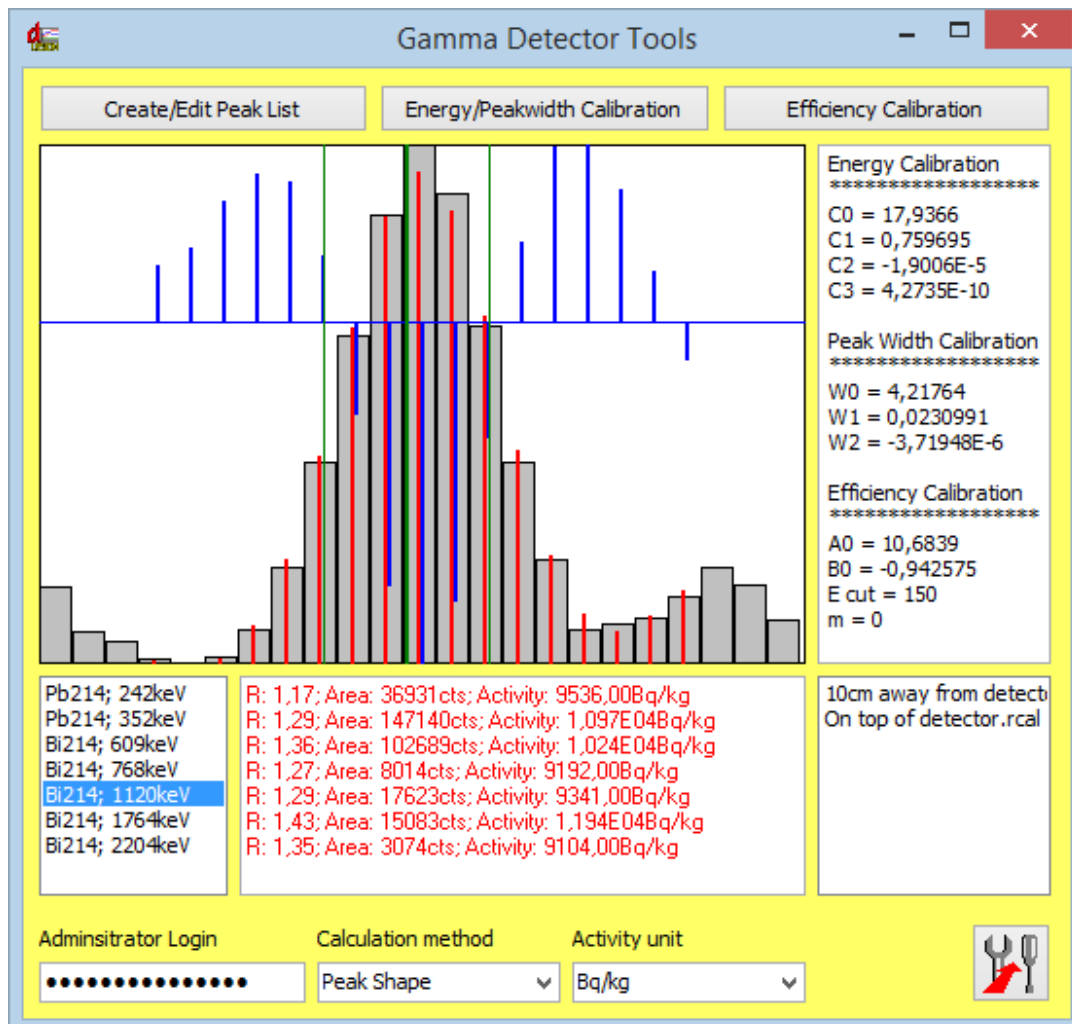 Gamma Detector Tools
Create/Edit Peak List
Energy/Peakwidth Calibration
Efficiency Calibration
Energy Calibration
******************
C0 = 17,9366
C1 = 0,759695
C2 = -1,9006E-5
C3 = 4,2735E-10
Peak Width Calibration
******************
W0 = 4,21764
W1 = 0,0230991
W2 = -3,71948E-6
Efficiency Calibration
******************
A0 = 10,6839
B0 = -0,942575
E cut = 150
m = 0
Pb214; 242keV
Pb214; 352keV
Bi214; 609keV
Bi214; 768keV
Bi214; 1120keV
Bi214; 1764keV
Bi214; 2204keV
R: 1,17; Area: 36931cts; Activity: 9536,00Bq/kg
R: 1,29; Area: 147140cts; Activity: 1,097E04Bq/kg
R: 1,36; Area: 102689cts; Activity: 1,024E04Bq/kg
R: 1,27; Area: 8014cts; Activity: 9192,00Bq/kg
R: 1,29; Area: 17623cts; Activity: 9341,00Bq/kg
R: 1,43; Area: 15083cts; Activity: 1,194E04Bq/kg
R: 1,35; Area: 3074cts; Activity: 9104,00Bq/kg
10cm away from detect
On top of detector.rcal
Adminsitrator Login
Calculation method
Activity unit
●●●●●●●●●●●●●●●
Peak Shape
Bq/kg